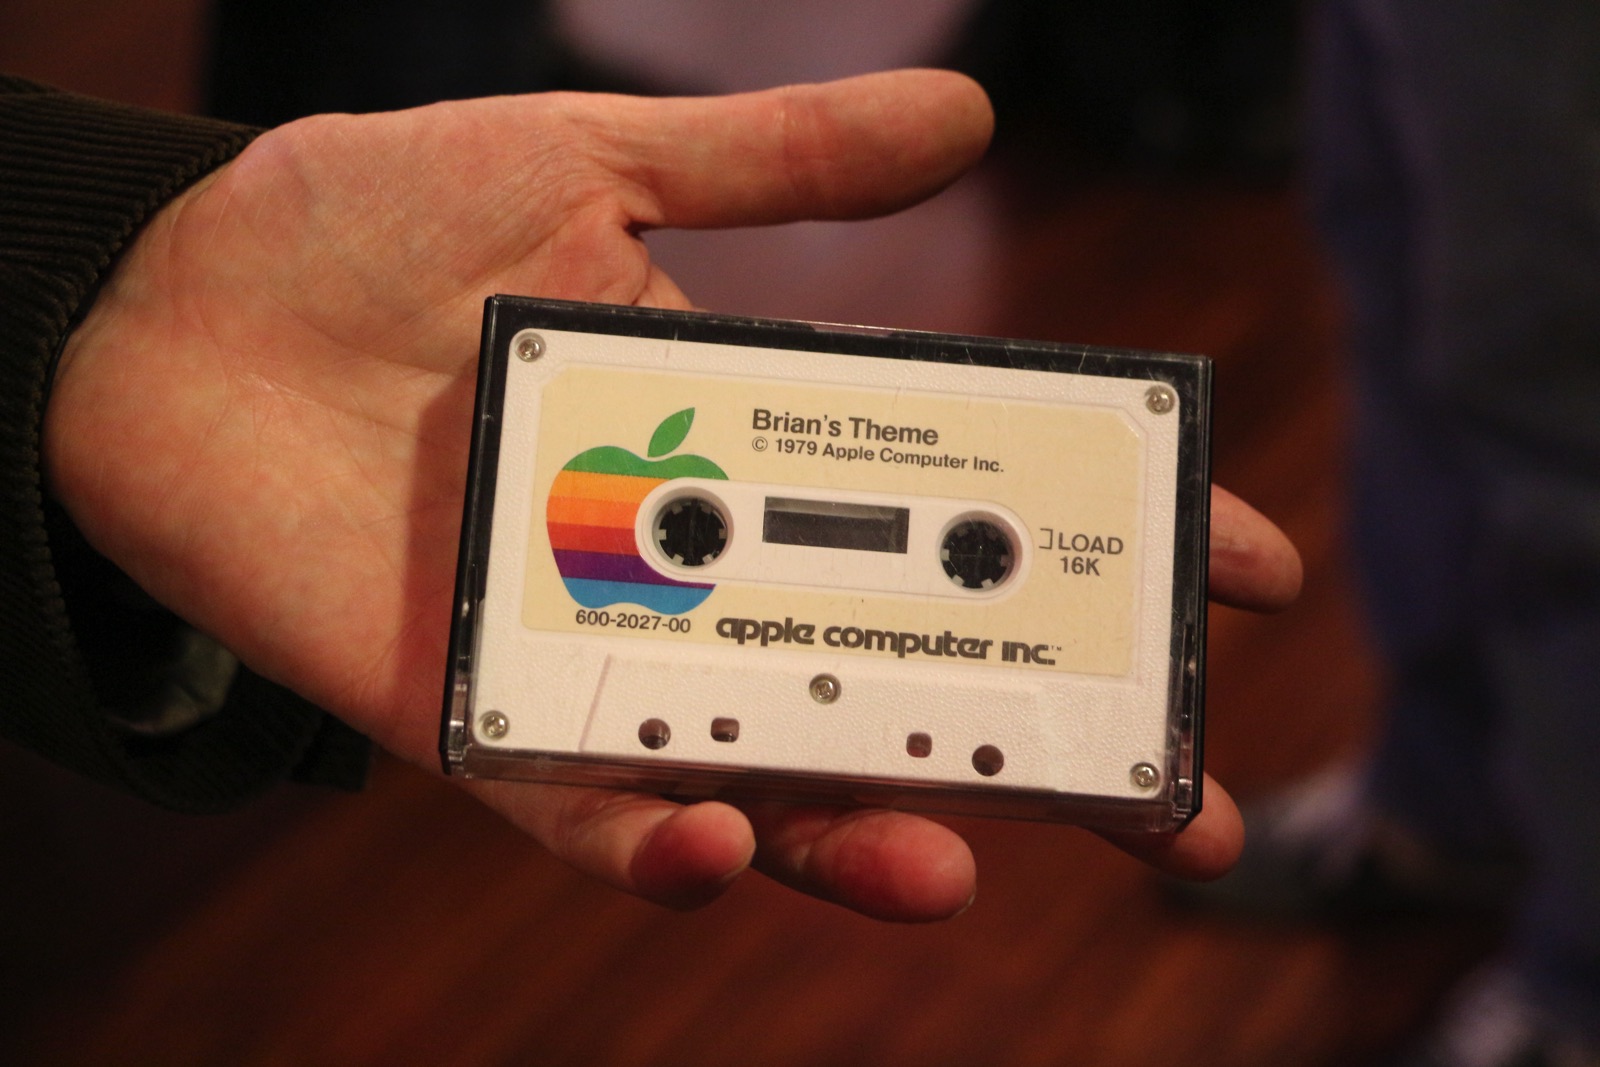 Brian's Theme
© 1979 Apple Computer Inc.
]LOAD
16K
600-2027-00
apple computer inc.™